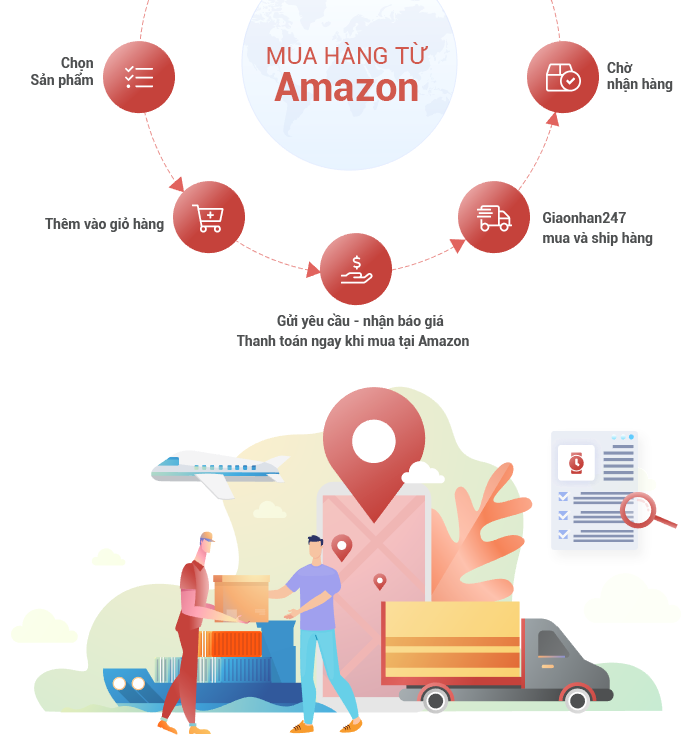 MUA HÀNG TỪ
Amazon
Chọn
Sản phẩm
Thêm vào giỏ hàng
Gửi yêu cầu - nhận báo giá
Thanh toán ngay khi mua tại Amazon
Giaonhan247
mua và ship hàng
Chờ
nhận hàng